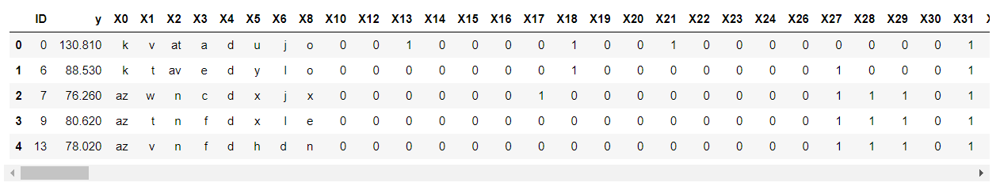 ID y X0 X1 X2 X3 X4 X5 X6 X8 X10 X12 X13 X14 X15 X16 X17 X18 X19 X20 X21 X22 X23 X24 X26 X27 X28 X29 X30 X31
0 0 130.810 k v at a d u j o 0 0 1 0 0 0 0 1 0 0 1 0 0 0 0 0 0 0 0 1
1 6 88.530 k t av e d y l o 0 0 0 0 0 0 0 1 0 0 0 0 0 0 0 1 0 0 0 1
2 7 76.260 az w n c d x j x 0 0 0 0 0 0 1 0 0 0 0 0 0 0 0 1 1 1 0 1
3 9 80.620 az t n f d x l e 0 0 0 0 0 0 0 0 0 0 0 0 0 0 0 1 1 1 0 1
4 13 78.020 az v n f d h d n 0 0 0 0 0 0 0 0 0 0 0 0 0 0 0 1 1 1 0 1